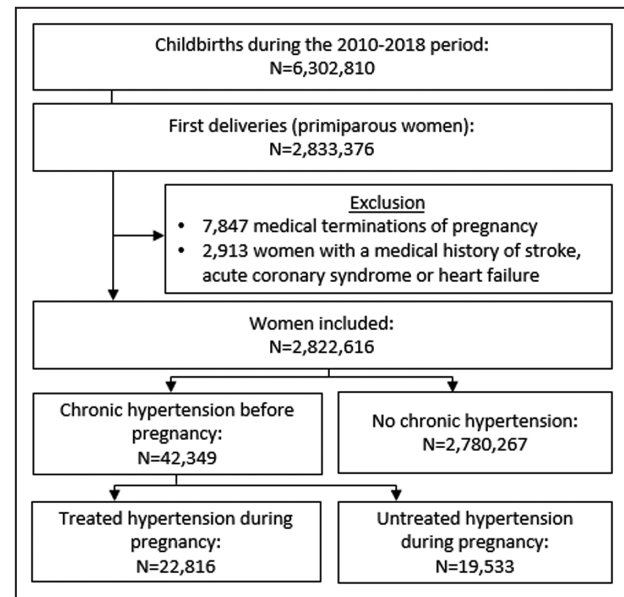 Childbirths during the 2010-2018 period:
N=6,302,810
First deliveries (primiparous women):
N=2,833,376
Exclusion
• 7,847 medical terminations of pregnancy
• 2,913 women with a medical history of stroke,
acute coronary syndrome or heart failure
Women included:
N=2,822,616
Chronic hypertension before
pregnancy:
N=42,349
No chronic hypertension:
N=2,780,267
Treated hypertension during
pregnancy:
N=22,816
Untreated hypertension
during pregnancy:
N=19,533